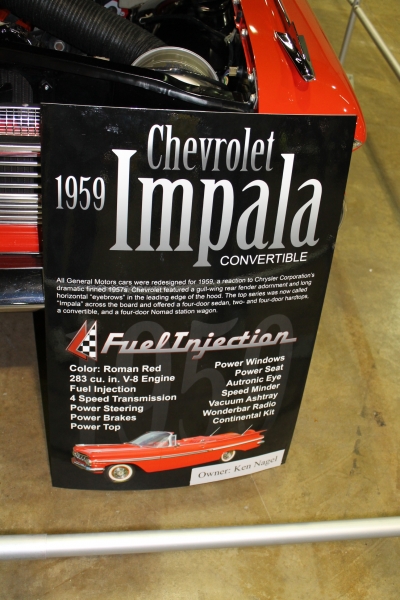 Chevrolet
1959 Impala
CONVERTIBLE
All General Motors cars were redesigned for 1959, a reaction to Chrysler Corporation's
dramatic finned 1957s. Chevrolet featured a gull-wing rear fender adornment and long
horizontal "eyebrows" in the leading edge of the hood. The top series was now called
"Impala" across the board and offered a four-door sedan, two- and four-door hardtops,
a convertible, and a four-door Nomad station wagon.
Fuel Injection
Color: Roman Red
283 cu. in. V-8 Engine
Fuel Injection
4 Speed Transmission
Power Steering
Power Brakes
Power Top
Power Windows
Power Seat
Autronic Eye
Speed Minder
Vacuum Ashtray
Wonderbar Radio
Continental Kit
Owner: Ken Nagel